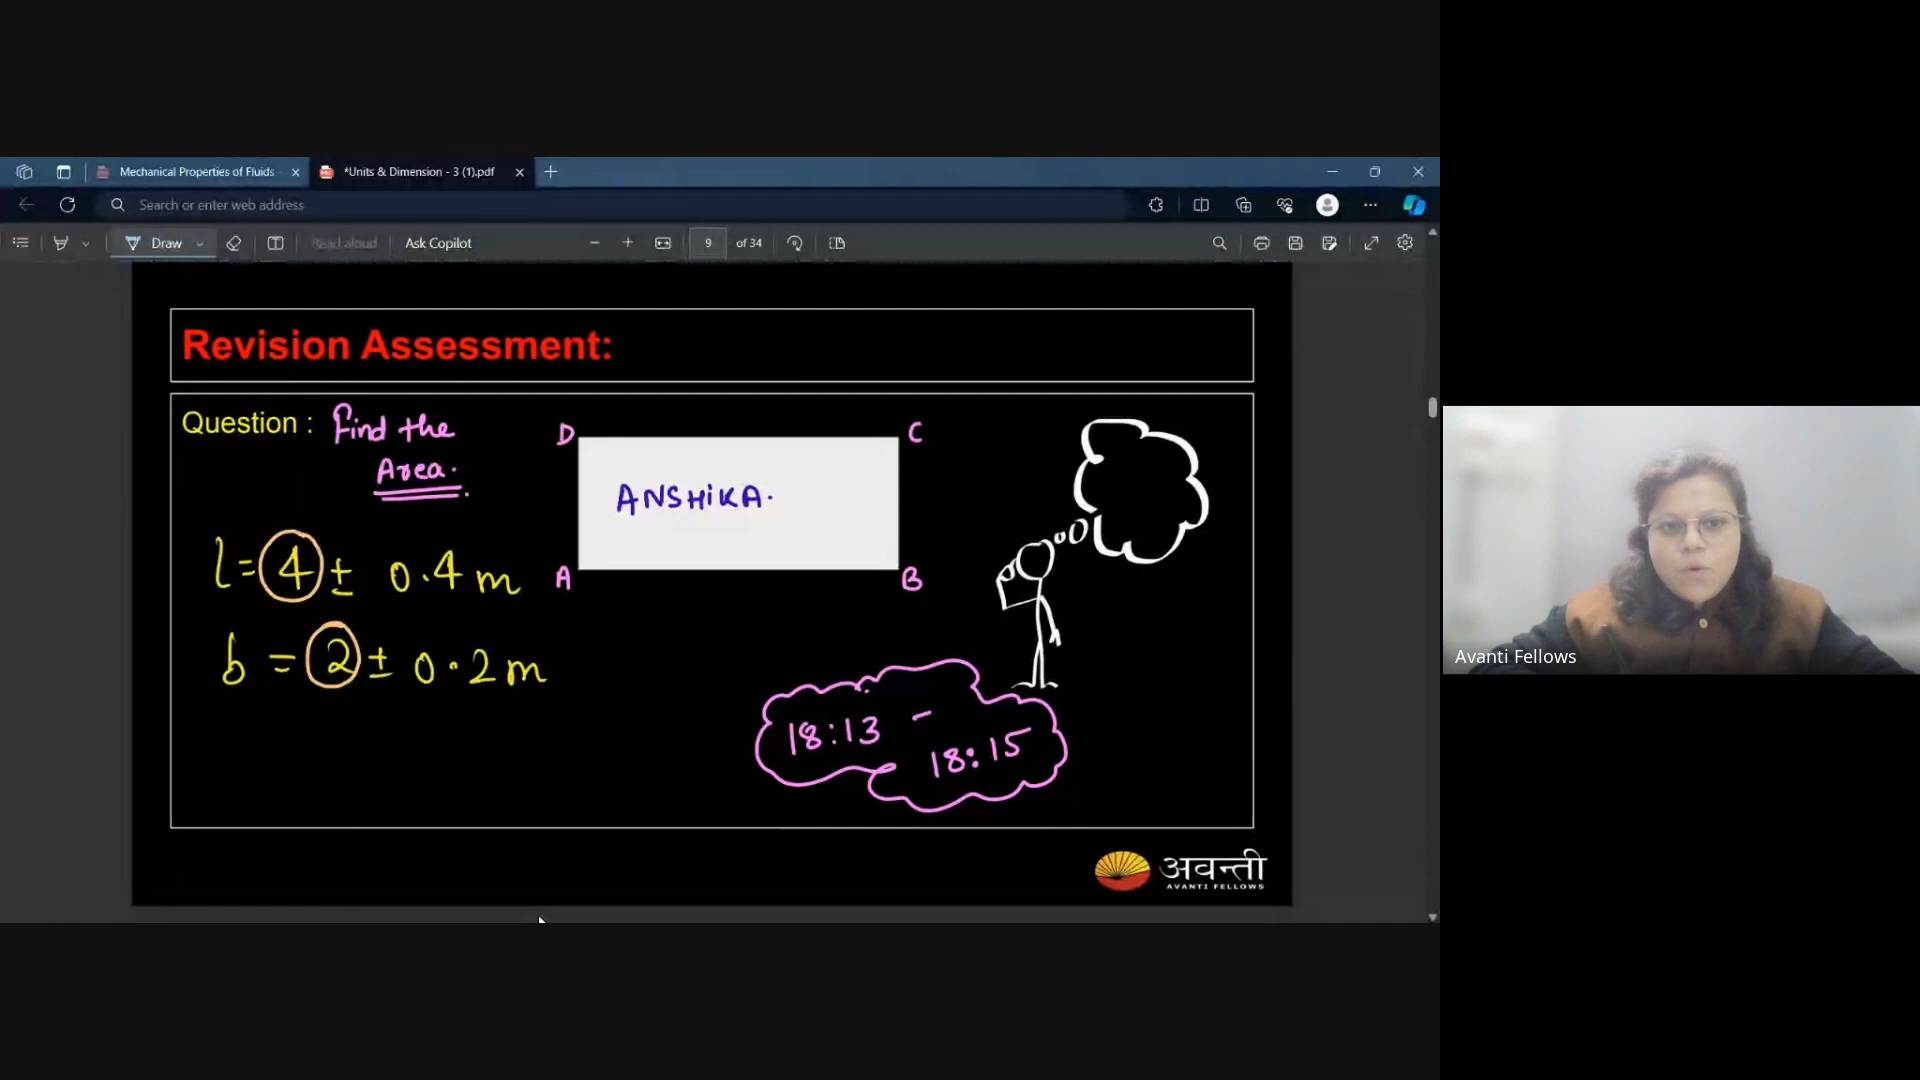 Mechanical Properties of Fluids -
*Units & Dimension - 3 (1).pdf
Search or enter web address
Draw
Read aloud
Ask Copilot
9 of 34
Revision Assessment:
Question : Find the
Area.
D
C
ANSHiKA.
l = 4 ± 0.4 m
A
B
b = 2 ± 0.2 m
18:13 -
18:15
Avanti Fellows
अवन्ती
AVANTI FELLOWS